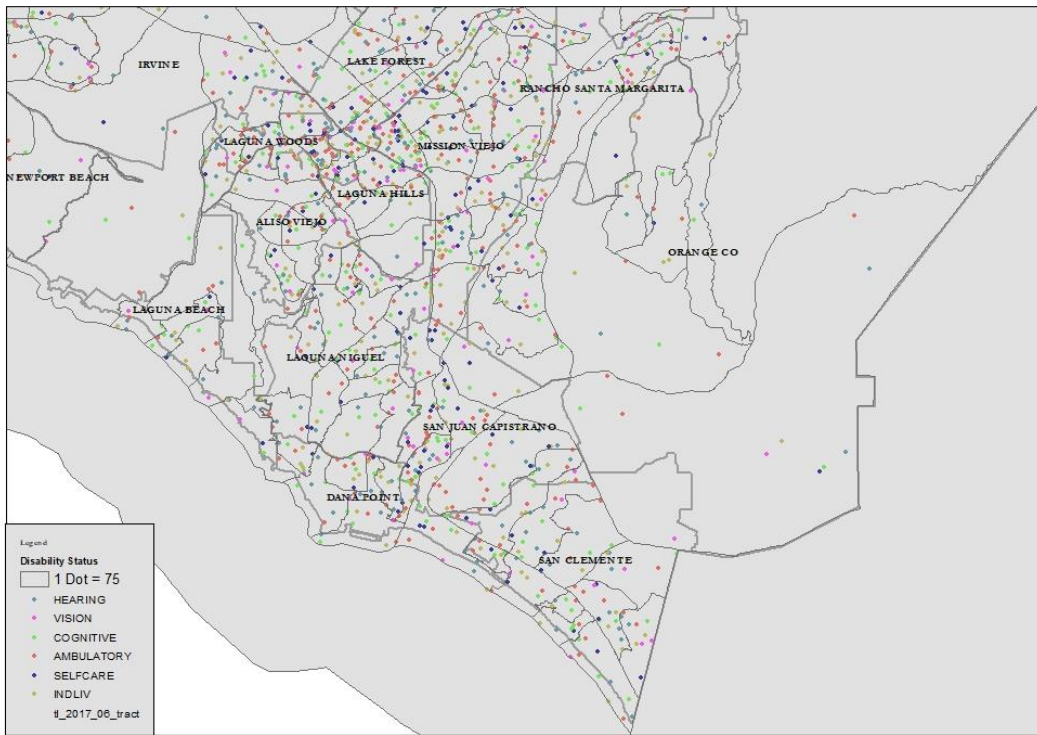 IRVINE
LAKE FOREST
RANCHO SANTA MARGARITA
LAGUNA WOODS
MISSION VIEJO
NEWPORT BEACH
LAGUNA HILLS
ALISO VIEJO
ORANGE CO
LAGUNA BEACH
LAGUNA NIGUEL
SAN JUAN CAPISTRANO
DANA POINT
SAN CLEMENTE
Legend
Disability Status
1 Dot = 75
HEARING
VISION
COGNITIVE
AMBULATORY
SELFCARE
INDLIV
tl_2017_06_tract